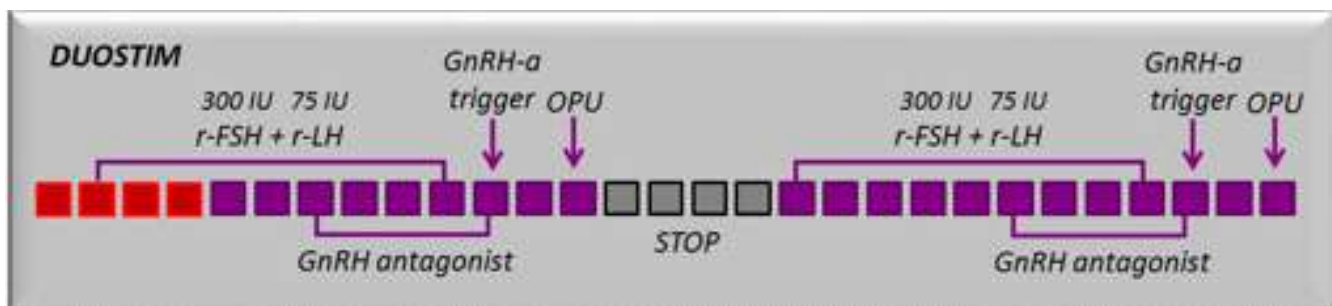 DUOSTIM
GnRH-a
trigger OPU
300 IU 75 IU
r-FSH + r-LH
GnRH antagonist
STOP
GnRH-a
trigger OPU
300 IU 75 IU
r-FSH + r-LH
GnRH antagonist